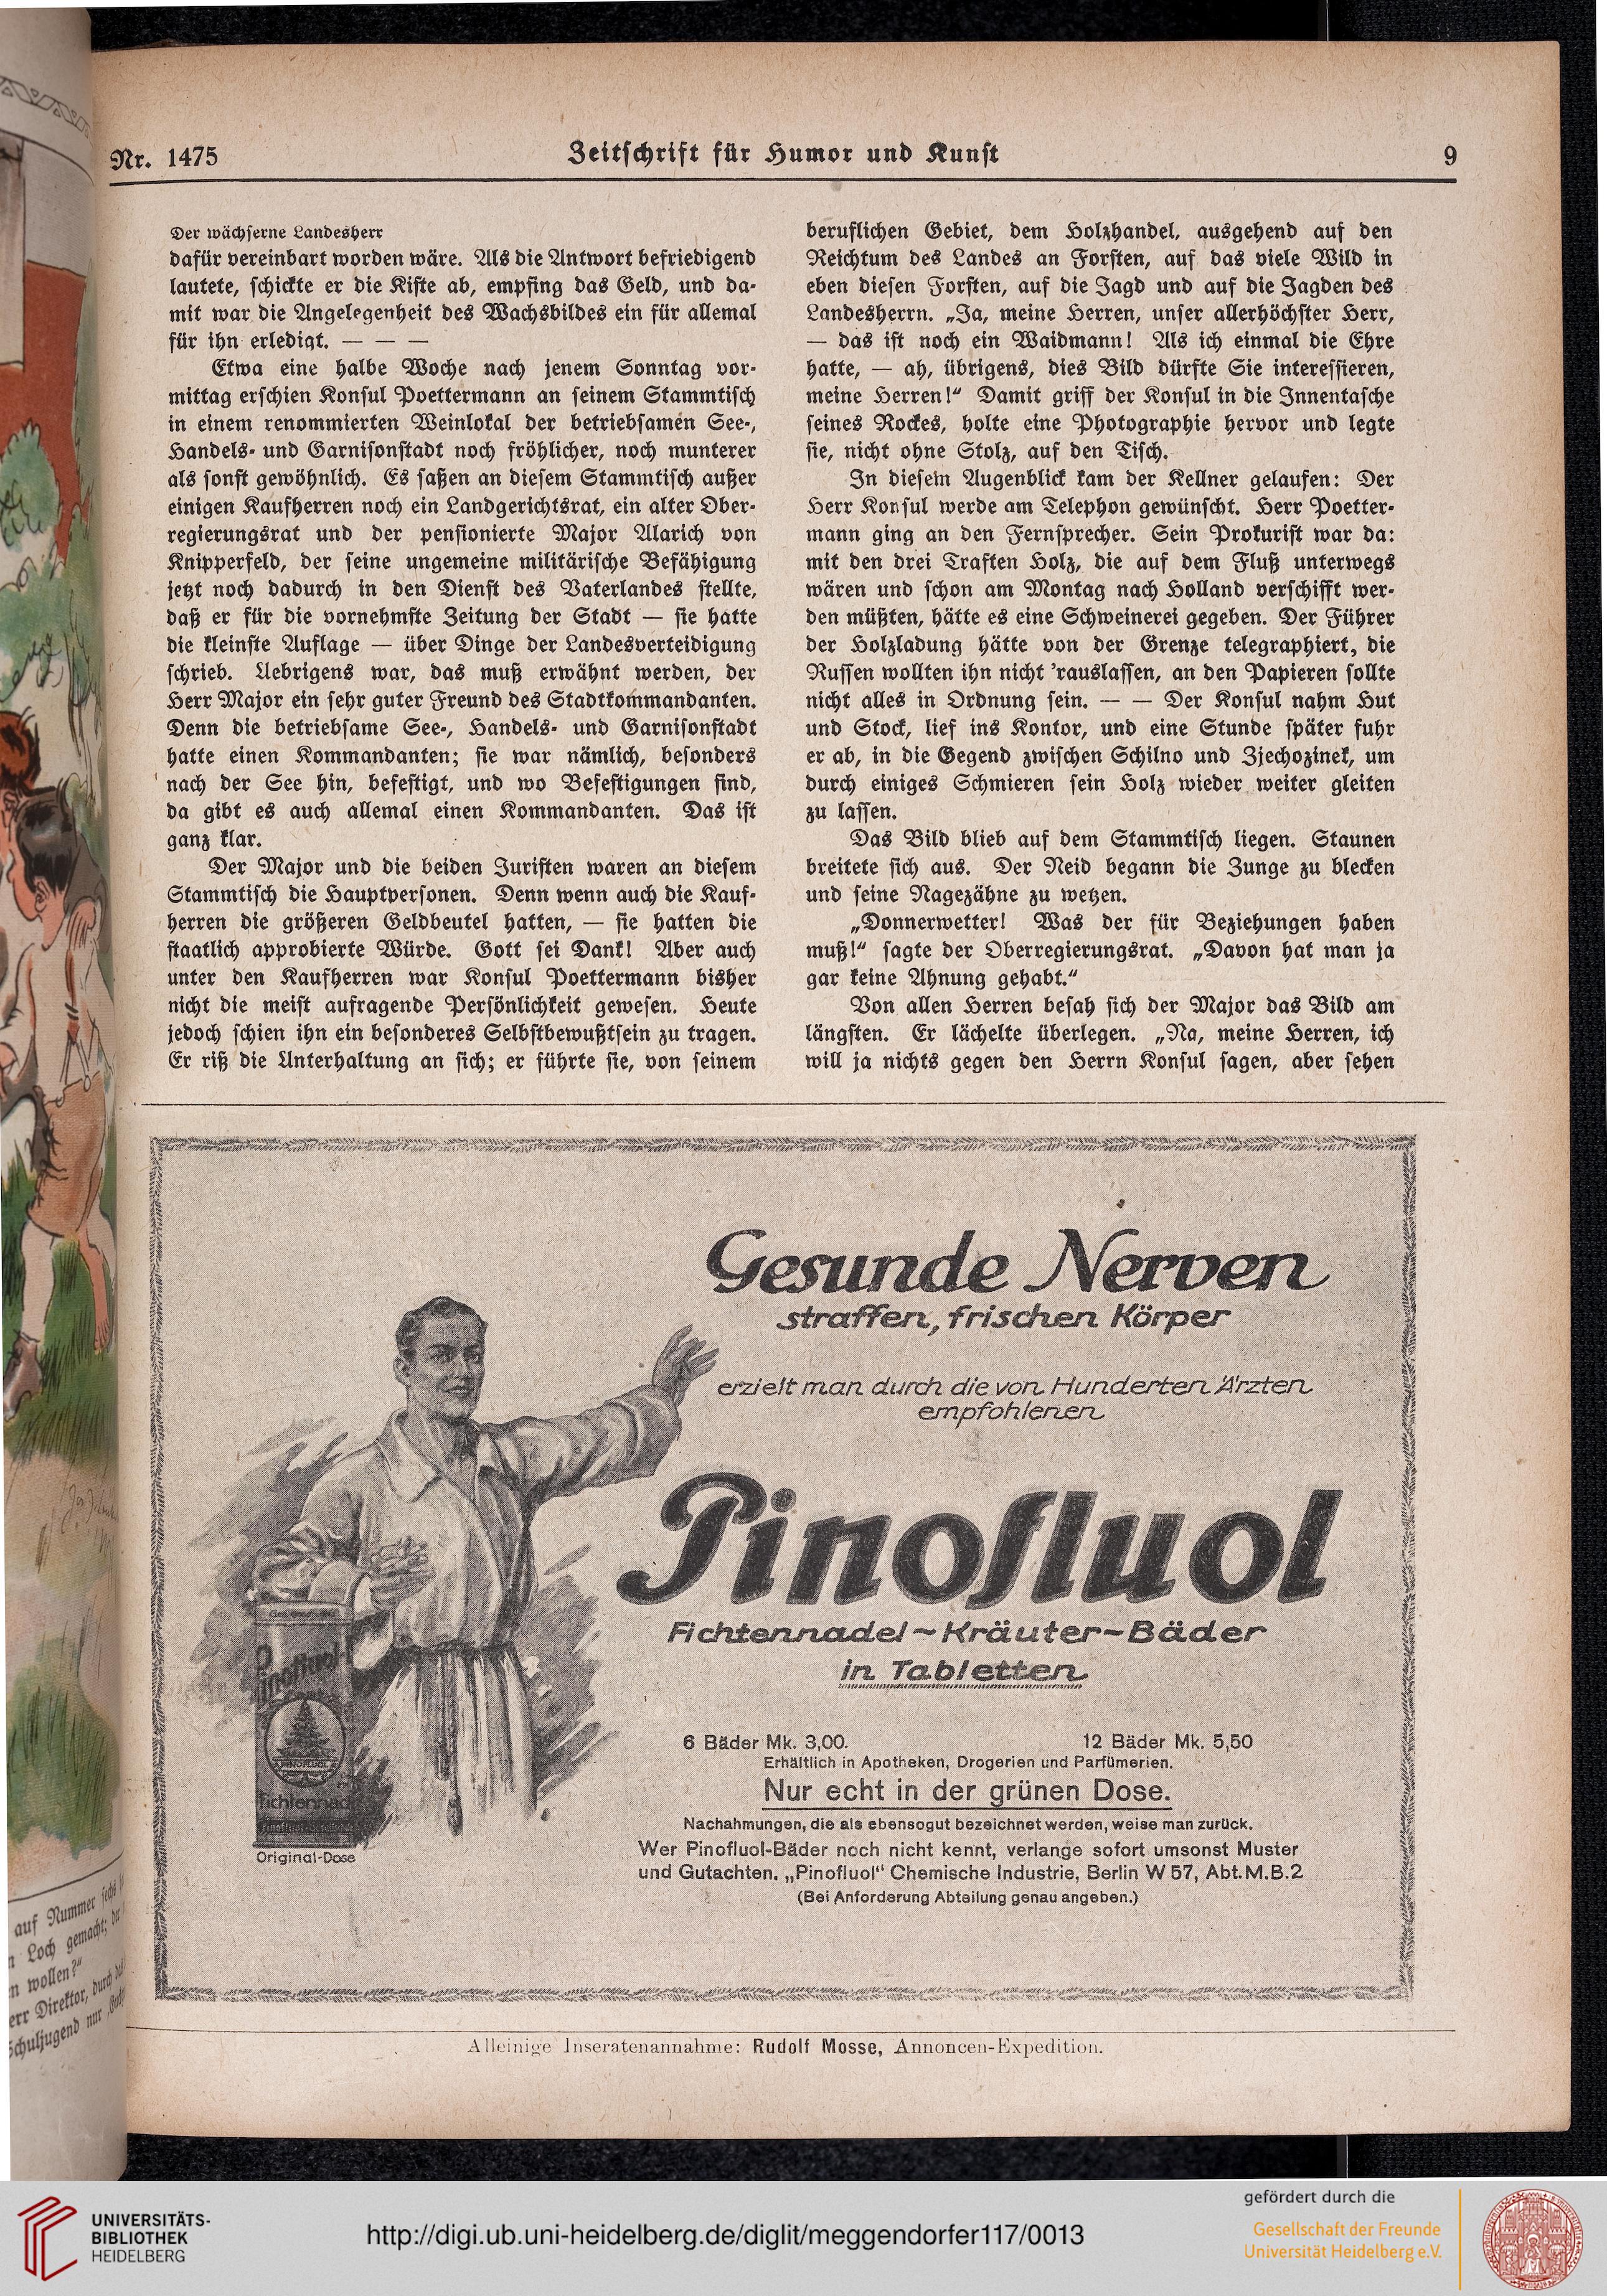 Nr. 1475
Zeitschrift für Humor und Kunst
9
Der wächserne Landesherr
dafür vereinbart worden wäre. Als die Antwort befriedigend
lautete, schickte er die Kiste ab, empfing das Geld, und da-
mit war die Angelegenheit des Wachsbildes ein für allemal
für ihn erledigt. — — —
Etwa eine halbe Woche nach jenem Sonntag vor-
mittag erschien Konsul Poettermann an seinem Stammtisch
in einem renommierten Weinlokal der betriebsamen See-,
Handels- und Garnisonstadt noch fröhlicher, noch munterer
als sonst gewöhnlich. Es saßen an diesem Stammtisch außer
einigen Kaufherren noch ein Landgerichtsrat, ein alter Ober-
regierungsrat und der pensionierte Major Alarich von
Knipperfeld, der seine ungemeine militärische Befähigung
jetzt noch dadurch in den Dienst des Vaterlandes stellte,
daß er für die vornehmste Zeitung der Stadt — sie hatte
die kleinste Auflage — über Dinge der Landesverteidigung
schrieb. Uebrigens war, das muß erwähnt werden, der
Herr Major ein sehr guter Freund des Stadtkommandanten.
Denn die betriebsame See-, Handels- und Garnisonstadt
hatte einen Kommandanten; sie war nämlich, besonders
nach der See hin, befestigt, und wo Befestigungen sind,
da gibt es auch allemal einen Kommandanten. Das ist
ganz klar.
Der Major und die beiden Juristen waren an diesem
Stammtisch die Hauptpersonen. Denn wenn auch die Kauf-
herren die größeren Geldbeutel hatten, — sie hatten die
staatlich approbierte Würde. Gott sei Dank! Aber auch
unter den Kaufherren war Konsul Poettermann bisher
nicht die meist aufragende Persönlichkeit gewesen. Heute
jedoch schien ihn ein besonderes Selbstbewußtsein zu tragen.
Er riß die Unterhaltung an sich; er führte sie, von seinem
beruflichen Gebiet, dem Holzhandel, ausgehend auf den
Reichtum des Landes an Forsten, auf das viele Wild in
eben diesen Forsten, auf die Jagd und auf die Jagden des
Landesherrn. „Ja, meine Herren, unser allerhöchster Herr,
— das ist noch ein Waidmann! Als ich einmal die Ehre
hatte, — ah, übrigens, dies Bild dürfte Sie interessieren,
meine Herren!“ Damit griff der Konsul in die Innentasche
seines Rockes, holte eine Photographie hervor und legte
sie, nicht ohne Stolz, auf den Tisch.
In diesem Augenblick kam der Kellner gelaufen: Der
Herr Konsul werde am Telephon gewünscht. Herr Poetter-
mann ging an den Fernsprecher. Sein Prokurist war da:
mit den drei Traften Holz, die auf dem Fluß unterwegs
wären und schon am Montag nach Holland verschifft wer-
den müßten, hätte es eine Schweinerei gegeben. Der Führer
der Holzladung hätte von der Grenze telegraphiert, die
Russen wollten ihn nicht 'rauslassen, an den Papieren sollte
nicht alles in Ordnung sein. — — Der Konsul nahm Hut
und Stock, lief ins Kontor, und eine Stunde später fuhr
er ab, in die Gegend zwischen Schilno und Zjechozinek, um
durch einiges Schmieren sein Holz wieder weiter gleiten
zu lassen.
Das Bild blieb auf dem Stammtisch liegen. Staunen
breitete sich aus. Der Neid begann die Zunge zu blecken
und seine Nagezähne zu wetzen.
„Donnerwetter! Was der für Beziehungen haben
muß!“ sagte der Oberregierungsrat. „Davon hat man ja
gar keine Ahnung gehabt.“
Von allen Herren besah sich der Major das Bild am
längsten. Er lächelte überlegen. „Na, meine Herren, ich
will ja nichts gegen den Herrn Konsul sagen, aber sehen
Gesunde Nerven
straffen, frischen Körper
erzielt man durch die von Hunderten Ärzten
empfohlenen
Pinofluol
Fichtennadel-Kräuter-Bäder
in Tabletten
6 Bäder Mk. 3,00. 12 Bäder Mk. 5,50
Erhältlich in Apotheken, Drogerien und Parfümerien.
Nur echt in der grünen Dose.
Nachahmungen, die als ebensogut bezeichnet werden, weise man zurück.
Wer Pinofluol-Bäder noch nicht kennt, verlange sofort umsonst Muster
und Gutachten. „Pinofluol“ Chemische Industrie, Berlin W 57, Abt. M.B.2
(Bei Anforderung Abteilung genau angeben.)
Pinofluol
PINOFLUOL
Fichtennad
Original-Dose
Alleinige Inseratenannahme: Rudolf Mosse, Annoncen-Expedition.
auf Nummer sechs
Loch gemacht; der
n wollen?“
err Direktor, durch
Schuljugend nur
UNIVERSITÄTS-
BIBLIOTHEK
HEIDELBERG
http://digi.ub.uni-heidelberg.de/diglit/meggendorfer117/0013
gefördert durch die
Gesellschaft der Freunde
Universität Heidelberg e.V.